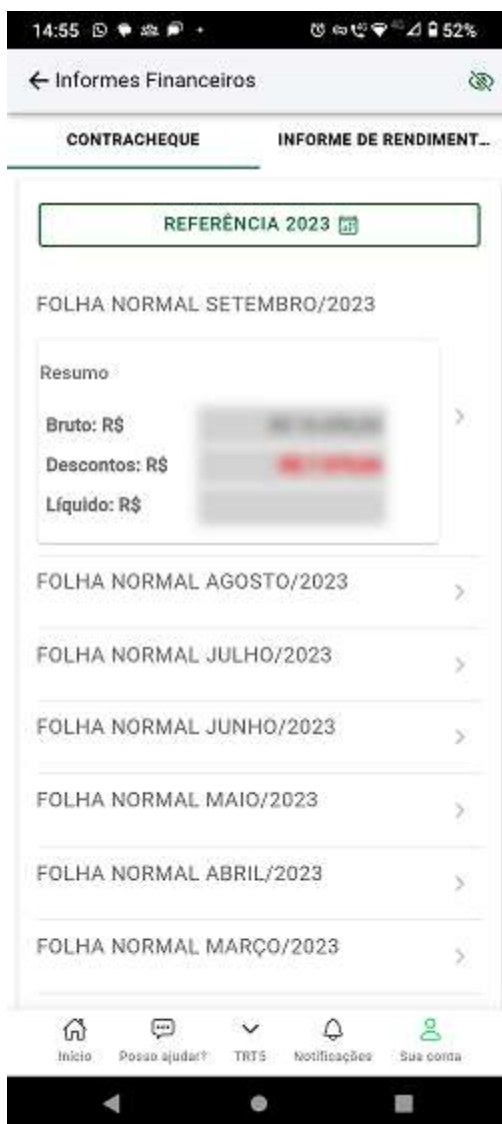 14:55 52%
Informes Financeiros
CONTRACHEQUE INFORME DE RENDIMENT...
REFERÊNCIA 2023
FOLHA NORMAL SETEMBRO/2023
Resumo
Bruto: R$
Descontos: R$
Líquido: R$
FOLHA NORMAL AGOSTO/2023
FOLHA NORMAL JULHO/2023
FOLHA NORMAL JUNHO/2023
FOLHA NORMAL MAIO/2023
FOLHA NORMAL ABRIL/2023
FOLHA NORMAL MARÇO/2023
Início Posso ajudar? TRT5 Notificações Sua conta